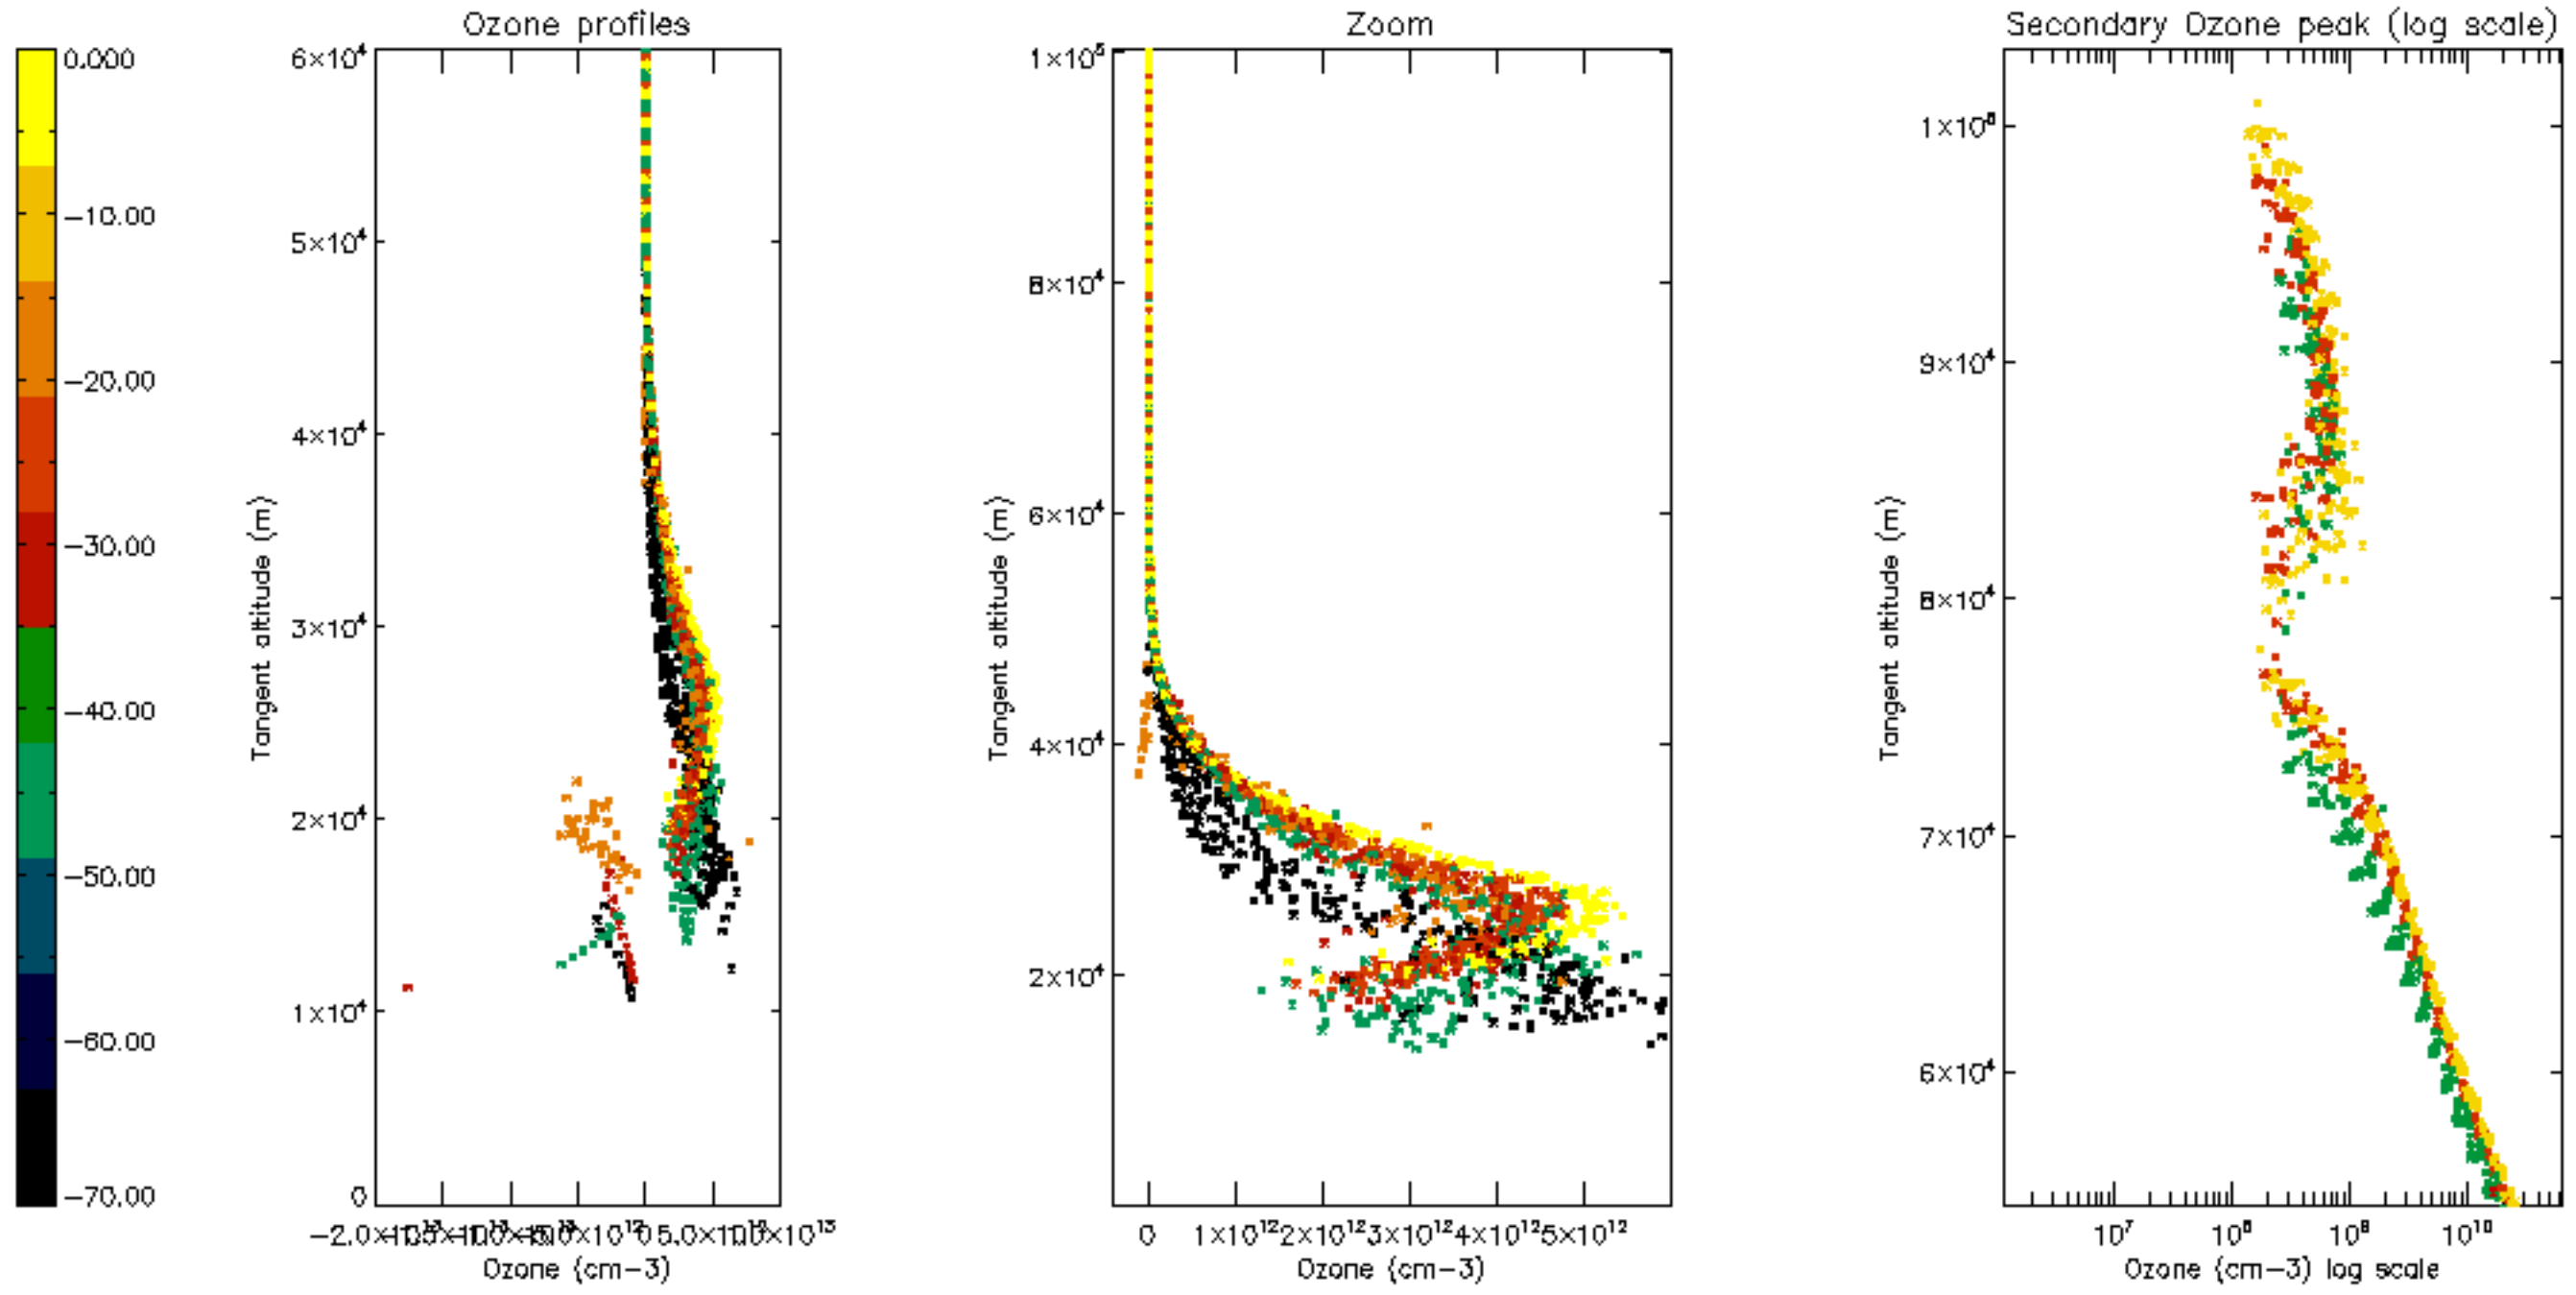 Ozone profiles
Zoom
Secondary Ozone peak (log scale)
0.000
−10.00
−20.00
−30.00
−40.00
−50.00
−60.00
−70.00
Tangent altitude (m)
6×10⁴
5×10⁴
4×10⁴
3×10⁴
2×10⁴
1×10⁴
0
Ozone (cm−3)
Tangent altitude (m)
1×10⁵
8×10⁴
6×10⁴
4×10⁴
2×10⁴
0 1×10¹² 2×10¹² 3×10¹² 4×10¹² 5×10¹²
Ozone (cm−3)
Tangent altitude (m)
1×10⁵
9×10⁴
8×10⁴
7×10⁴
6×10⁴
10⁷ 10⁸ 10⁹ 10¹⁰
Ozone (cm−3) log scale